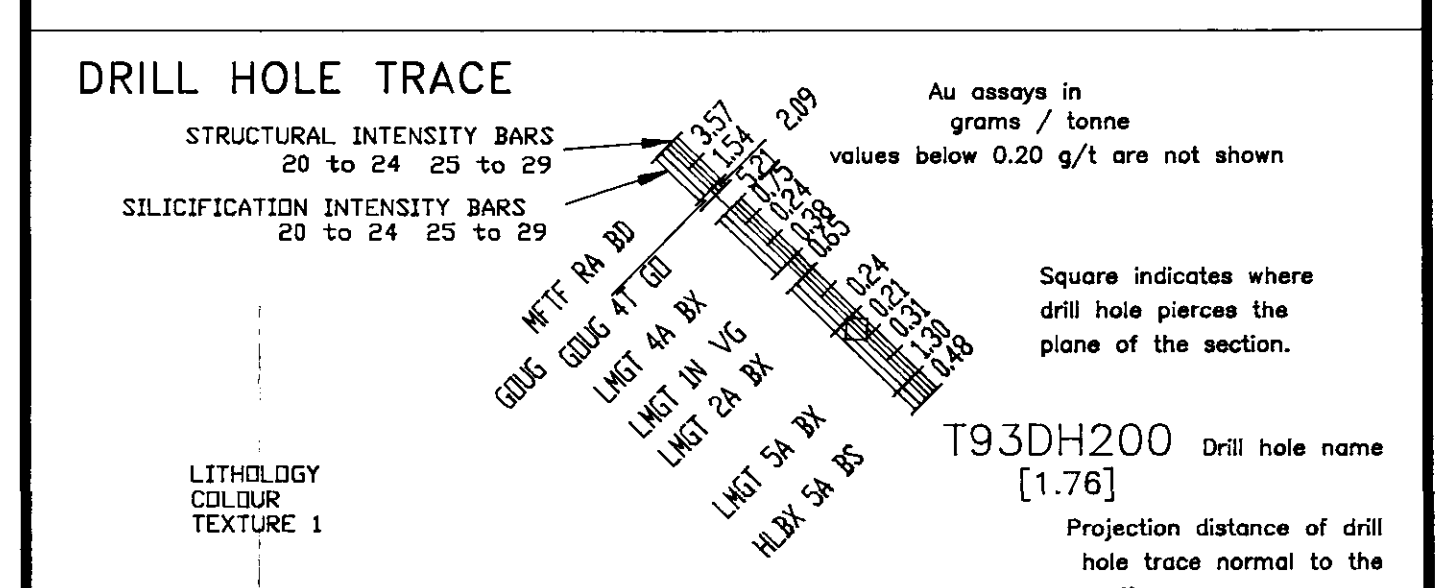 DRILL HOLE TRACE
STRUCTURAL INTENSITY BARS
20 to 24 25 to 29
SILICIFICATION INTENSITY BARS
20 to 24 25 to 29
3.57
1.54
2.09
5.21
0.75
0.24
0.38
0.65
0.24
0.21
0.31
1.30
0.48
Au assays in
grams / tonne
values below 0.20 g/t are not shown
MFTF RA BD
GOUG GOUG 4T GO
LMGT 4A BX
LMGT 1N VG
LMGT 2A BX
LMGT 5A BX
HLBX 5A BS
Square indicates where
drill hole pierces the
plane of the section.
LITHOLOGY
COLOUR
TEXTURE 1
T93DH200 Drill hole name
[1.76]
Projection distance of drill
hole trace normal to the